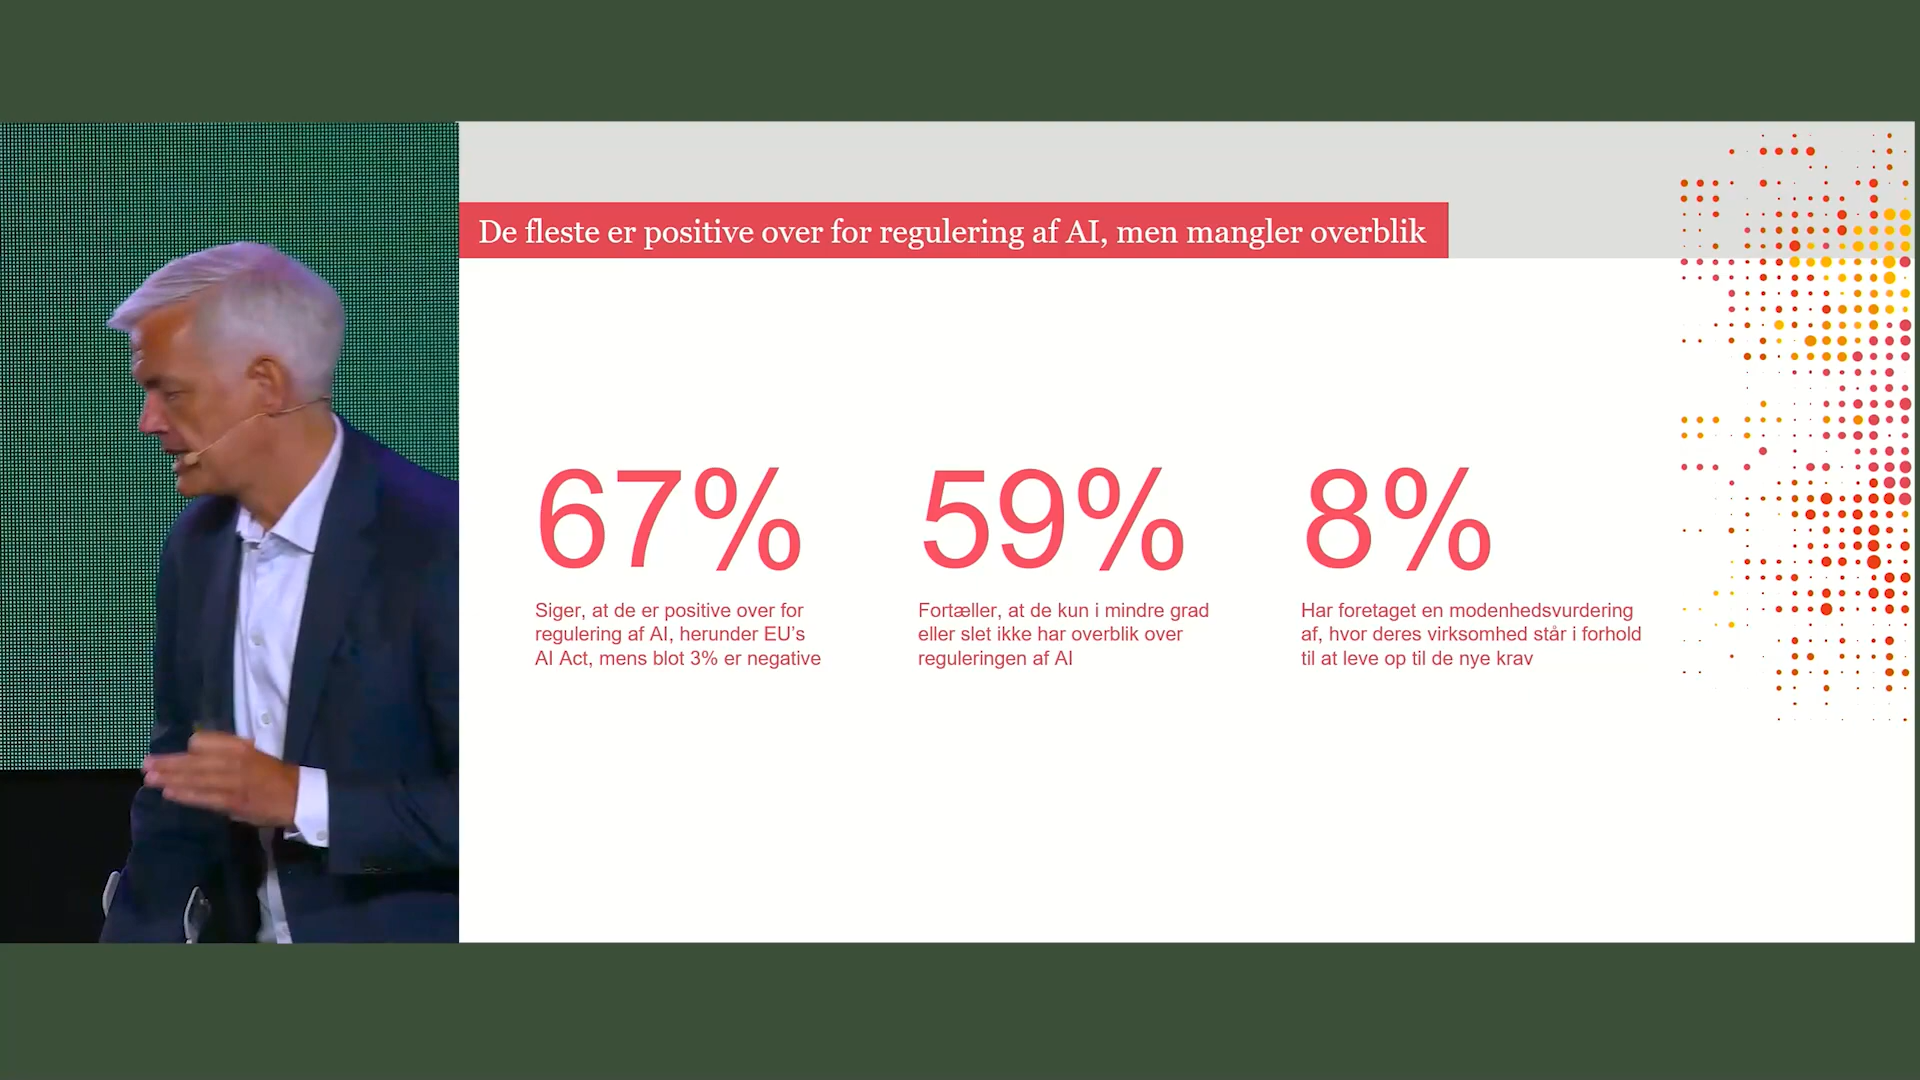 De fleste er positive over for regulering af AI, men mangler overblik
67%
Siger, at de er positive over for
regulering af AI, herunder EU’s
AI Act, mens blot 3% er negative
59%
Fortæller, at de kun i mindre grad
eller slet ikke har overblik over
reguleringen af AI
8%
Har foretaget en modenhedsvurdering
af, hvor deres virksomhed står i forhold
til at leve op til de nye krav